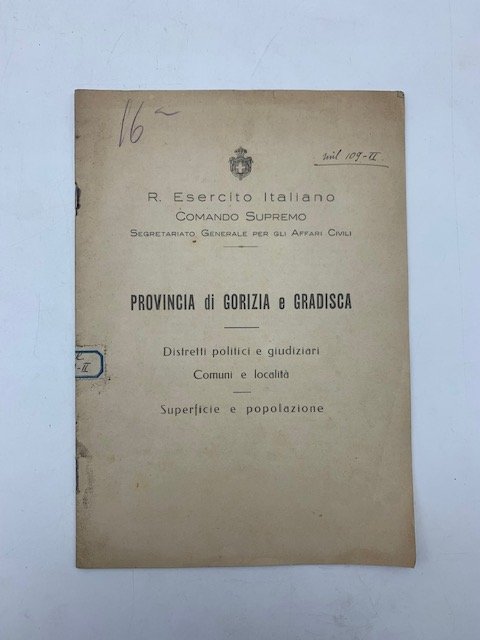 16
mil 109-II
R. Esercito Italiano
COMANDO SUPREMO
SEGRETARIATO GENERALE PER GLI AFFARI CIVILI
PROVINCIA di GORIZIA e GRADISCA
Distretti politici e giudiziari
Comuni e località
Superficie e popolazione
-II